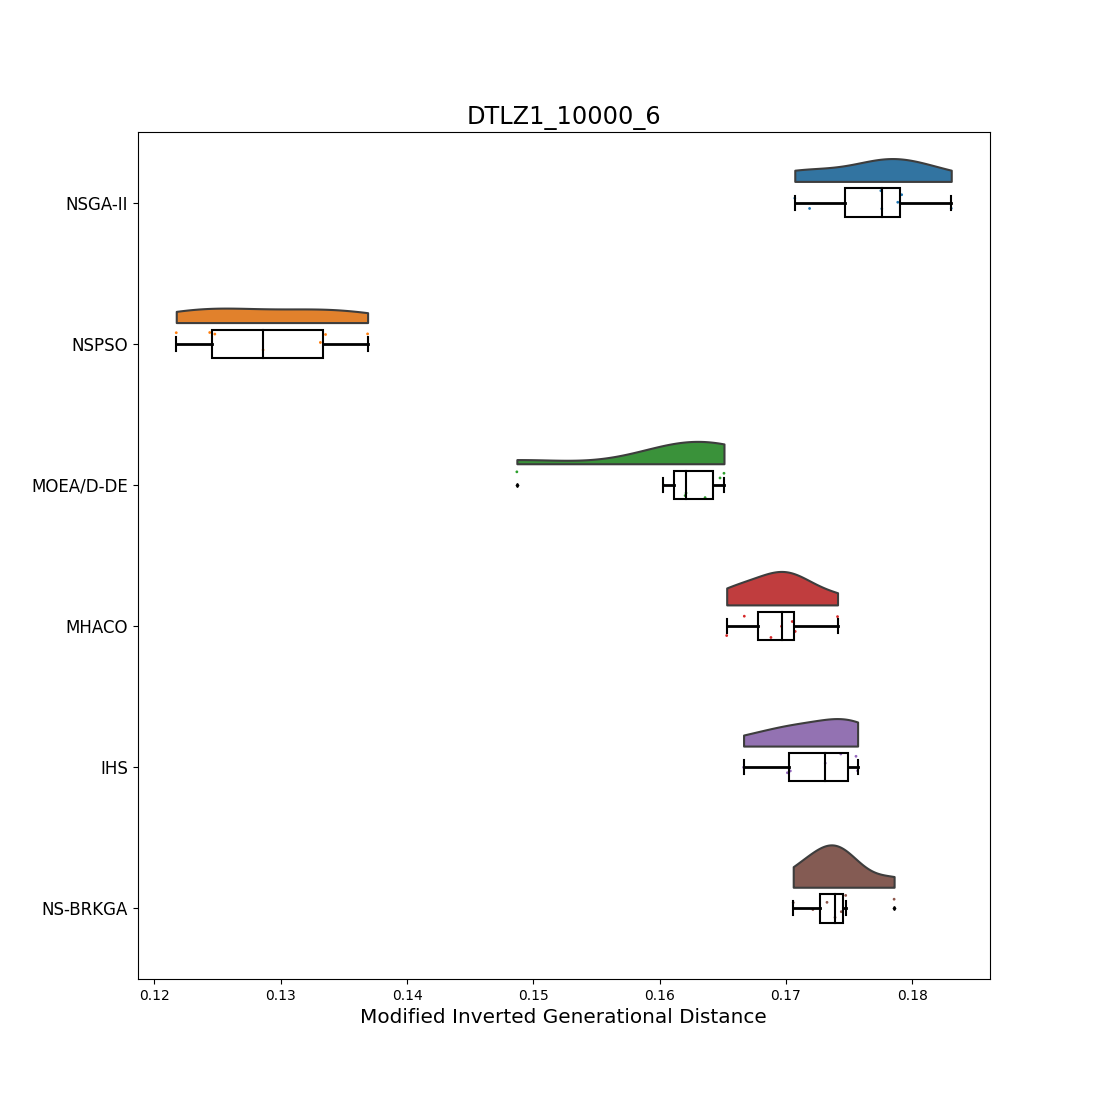 DTLZ1_10000_6
NSGA-II
NSPSO
MOEA/D-DE
MHACO
IHS
NS-BRKGA
0.12 0.13 0.14 0.15 0.16 0.17 0.18
Modified Inverted Generational Distance